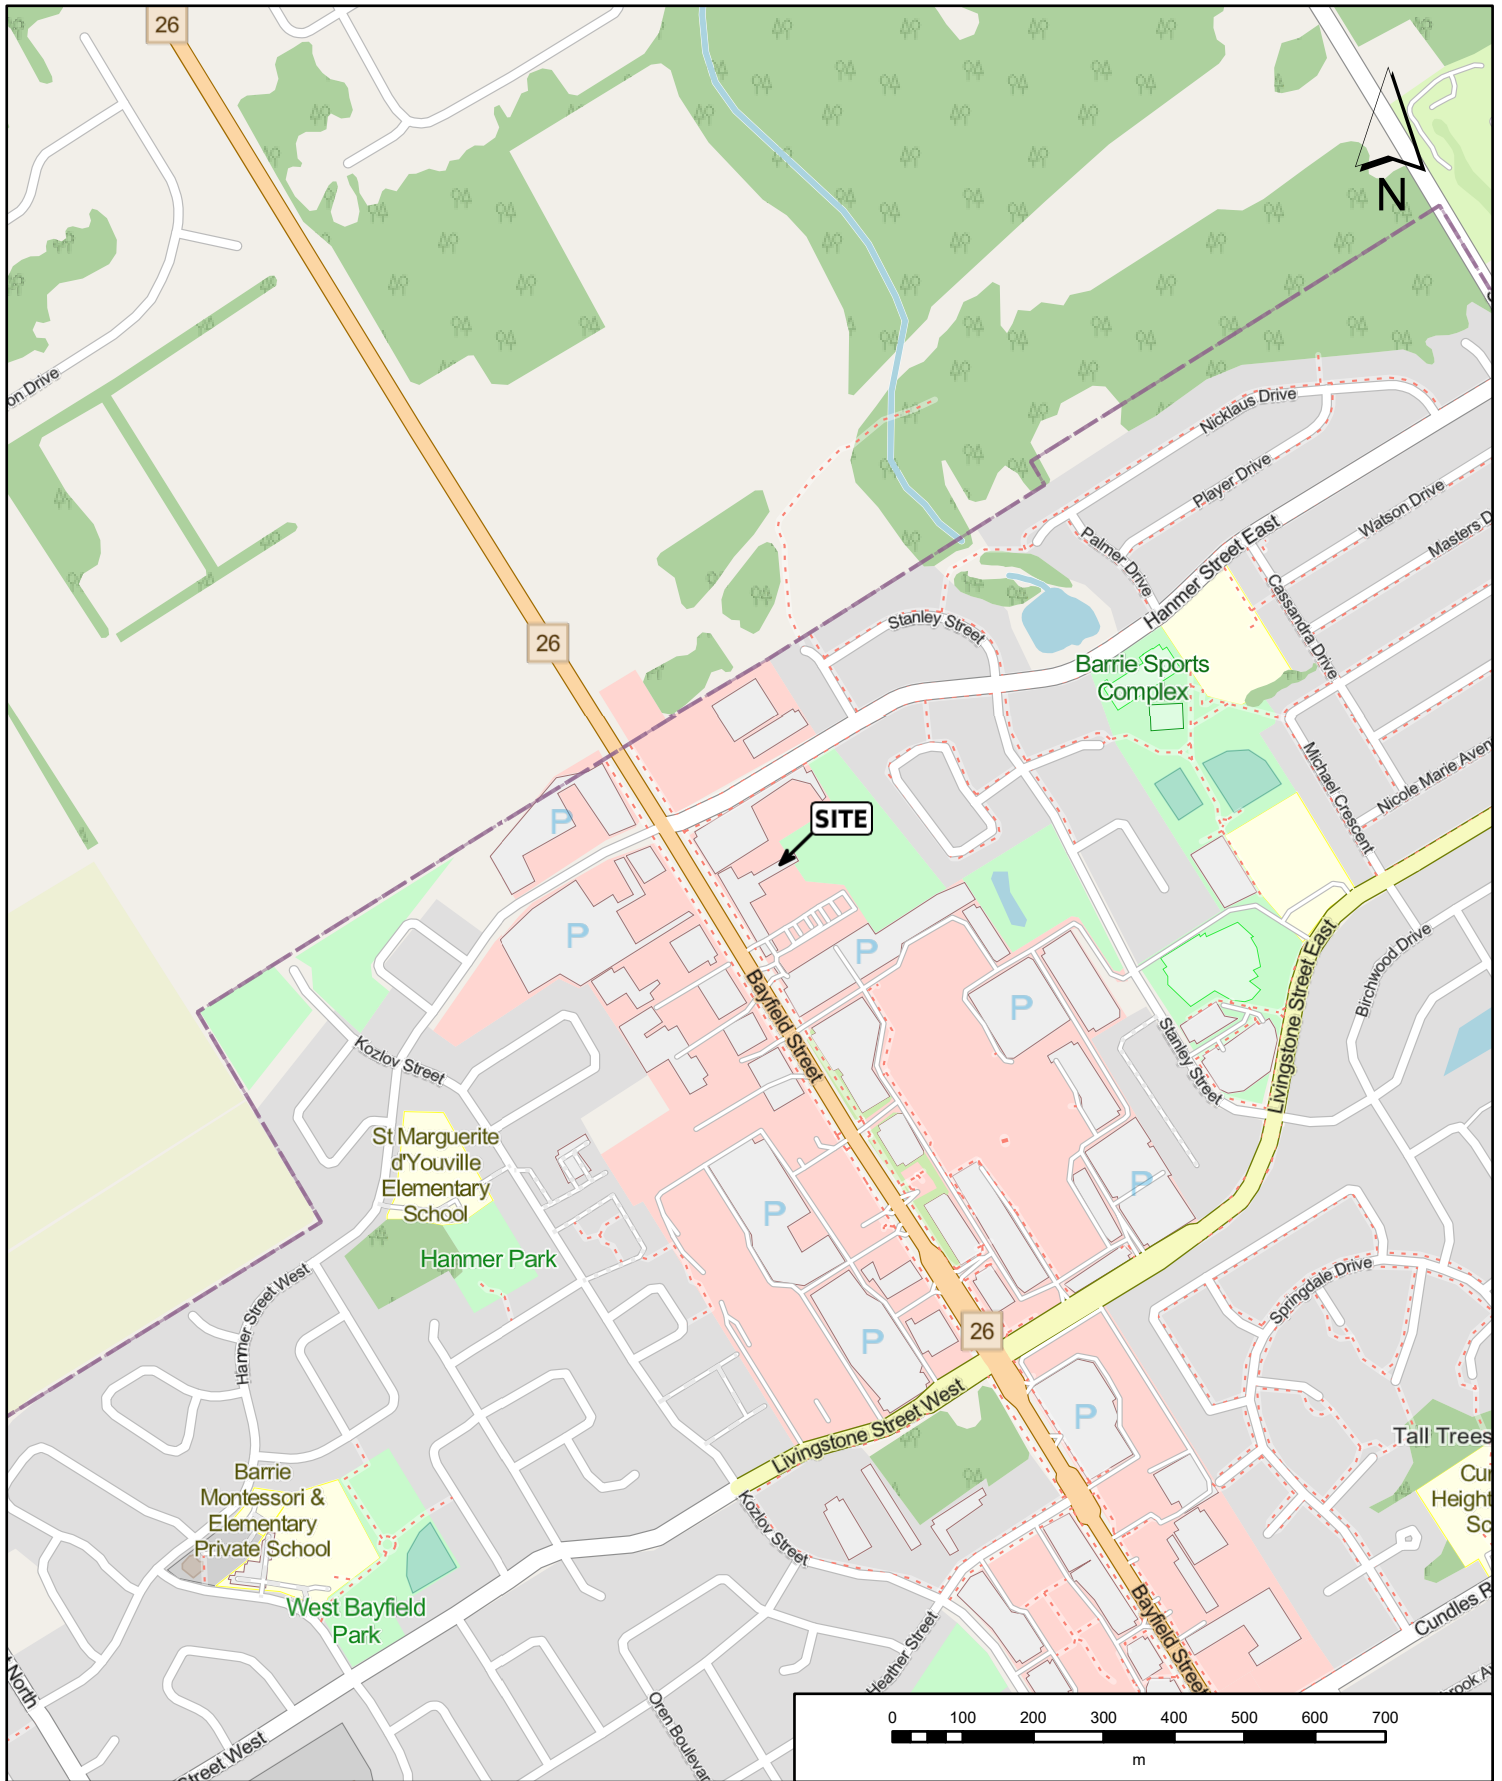 26
N
on Drive
Nicklaus Drive
Player Drive
Watson Drive
Masters D
Palmer Drive
Hanmer Street East
Cassandra Drive
Stanley Street
26
Barrie Sports
Complex
Michael Crescent
Nicole Marie Aven
SITE
P
P
P
P
Bayfield Street
Birchwood Drive
Livingstone Street East
Stanley Street
Kozlov Street
St Marguerite
d'Youville
Elementary
School
P
P
Hanmer Park
Hanmer Street West
Springdale Drive
26
P
P
Livingstone Street West
Tall Trees
Cun
Height
Sc
Barrie
Montessori &
Elementary
Private School
Kozlov Street
West Bayfield
Park
Bayfield Street
Cundles R
Heather Street
t North
Oren Boulevar
rook A
Street West
0 100 200 300 400 500 600 700
m